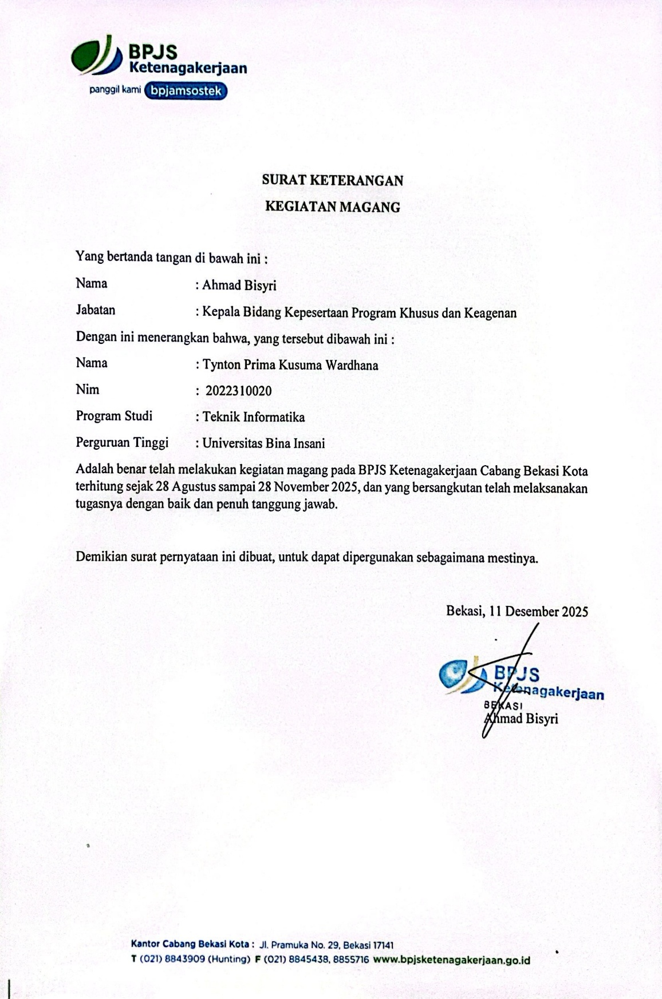 BPJS
Ketenagakerjaan
panggil kami bpjamsostek
SURAT KETERANGAN
KEGIATAN MAGANG
Yang bertanda tangan di bawah ini :
Nama : Ahmad Bisyri
Jabatan : Kepala Bidang Kepesertaan Program Khusus dan Keagenan
Dengan ini menerangkan bahwa, yang tersebut dibawah ini :
Nama : Tynton Prima Kusuma Wardhana
Nim : 2022310020
Program Studi : Teknik Informatika
Perguruan Tinggi : Universitas Bina Insani
Adalah benar telah melakukan kegiatan magang pada BPJS Ketenagakerjaan Cabang Bekasi Kota
terhitung sejak 28 Agustus sampai 28 November 2025, dan yang bersangkutan telah melaksanakan
tugasnya dengan baik dan penuh tanggung jawab.
Demikian surat pernyataan ini dibuat, untuk dapat dipergunakan sebagaimana mestinya.
Bekasi, 11 Desember 2025
BPJS
Ketenagakerjaan
BEKASI
Ahmad Bisyri
Kantor Cabang Bekasi Kota : Jl. Pramuka No. 29, Bekasi 17141
T (021) 8843909 (Hunting) F (021) 8845438, 8855716 www.bpjsketenagakerjaan.go.id